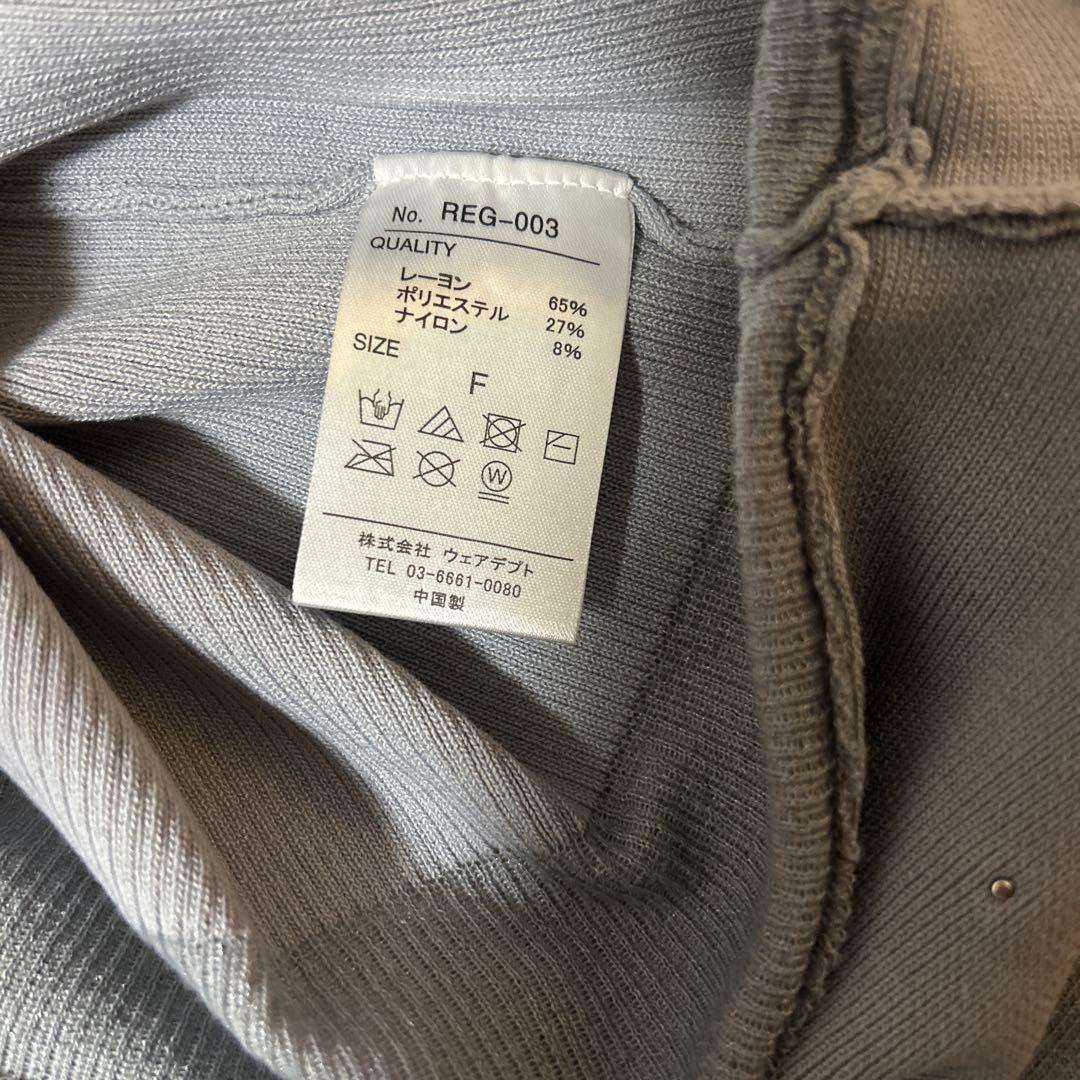 No. REG-003
QUALITY
レーヨン 65%
ポリエステル 27%
ナイロン 8%
SIZE
F
W
株式会社 ウェアデプト
TEL 03-6661-0080
中国製